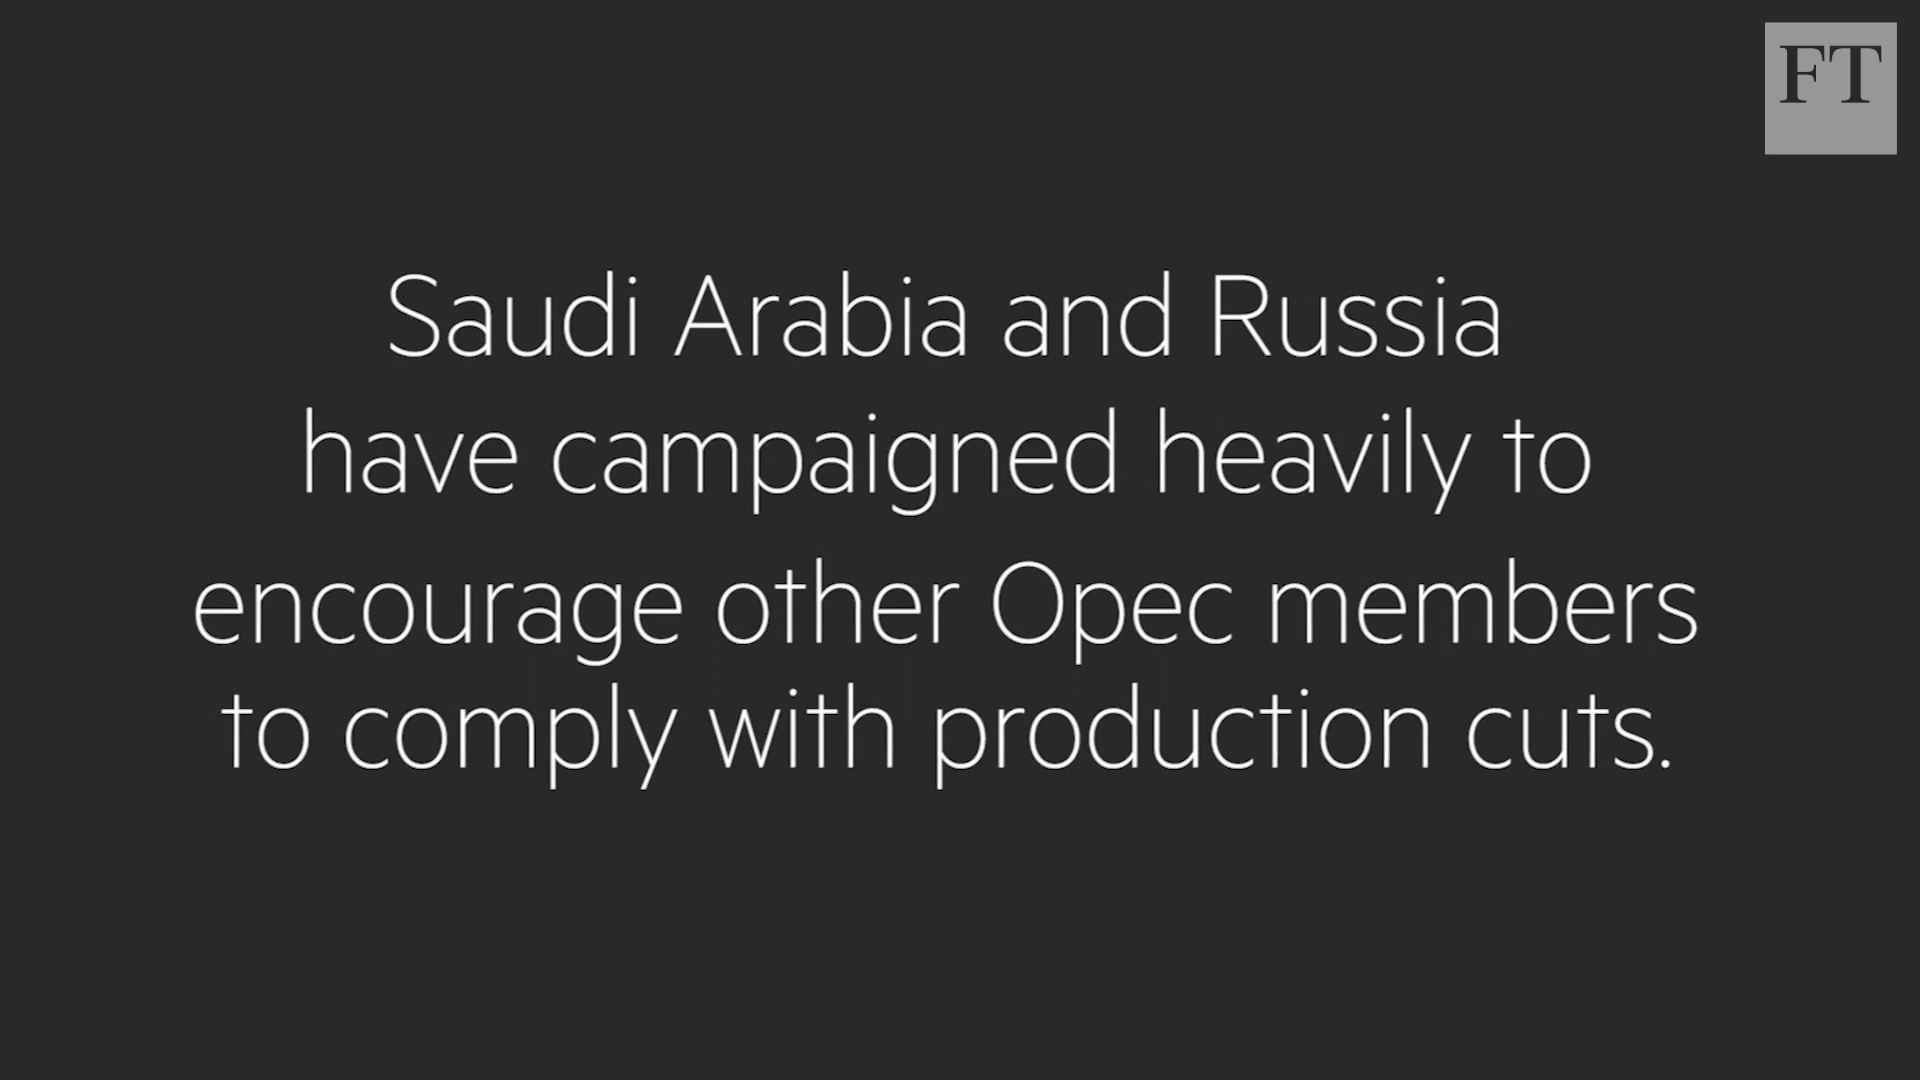 FT
Saudi Arabia and Russia
have campaigned heavily to
encourage other Opec members
to comply with production cuts.